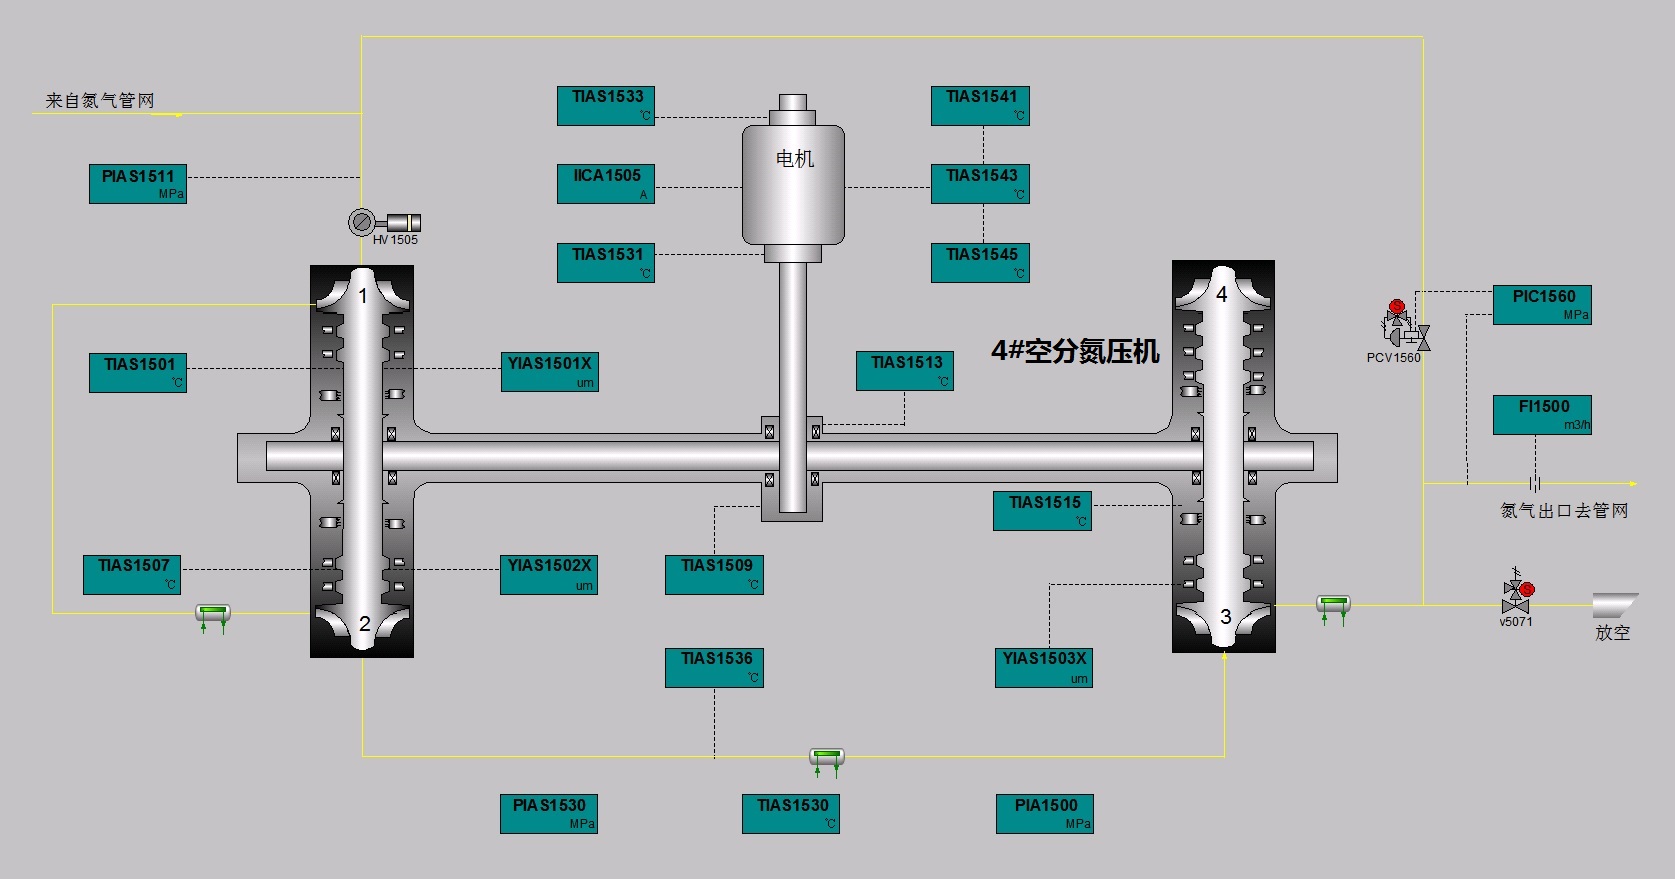 来自氮气管网
TIAS1533
℃
TIAS1541
℃
电机
PIAS1511
MPa
IICA1505
A
TIAS1543
℃
HV1505
TIAS1531
℃
TIAS1545
℃
1
4
PIC1560
MPa
S
PCV1560
4#空分氮压机
TIAS1501
℃
YIAS1501X
um
TIAS1513
℃
FI1500
m3/h
TIAS1515
℃
氮气出口去管网
TIAS1507
℃
YIAS1502X
um
TIAS1509
℃
2
3
S
v5071
放空
TIAS1536
℃
YIAS1503X
um
PIAS1530
MPa
TIAS1530
℃
PIA1500
MPa